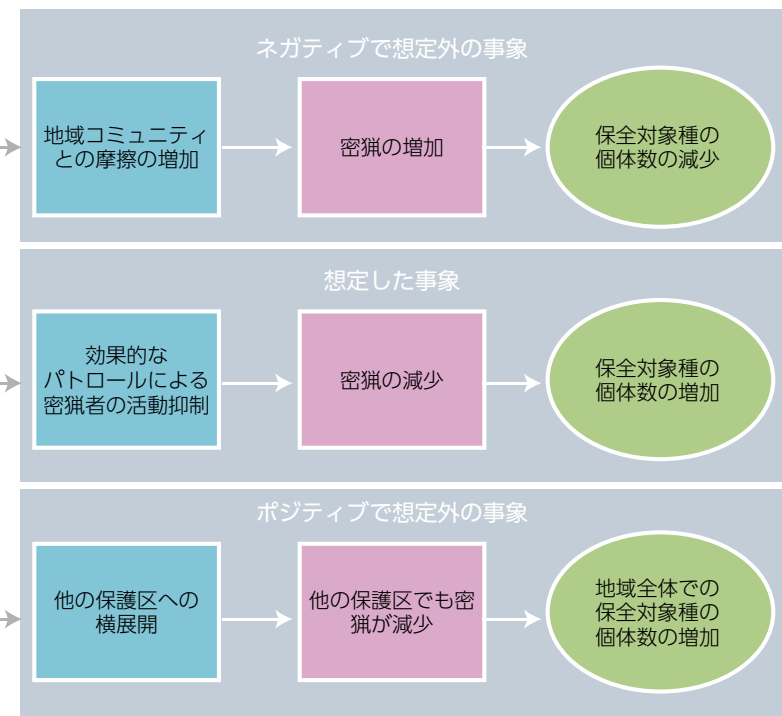 ネガティブで想定外の事象
地域コミュニティ
との摩擦の増加
密猟の増加
保全対象種の
個体数の減少
想定した事象
効果的な
パトロールによる
密猟者の活動抑制
密猟の減少
保全対象種の
個体数の増加
ポジティブで想定外の事象
他の保護区への
横展開
他の保護区でも密
猟が減少
地域全体での
保全対象種の
個体数の増加